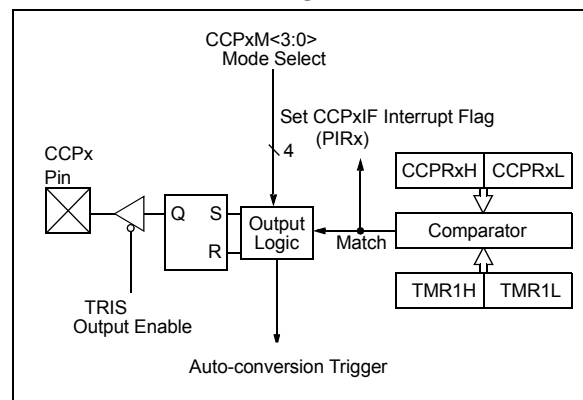 CCPxM<3:0>
Mode Select
Set CCPxIF Interrupt Flag
(PIRx)
4
CCPx
Pin
CCPRxH CCPRxL
Q S
R
Output
Logic
Match
Comparator
TMR1H TMR1L
TRIS
Output Enable
Auto-conversion Trigger